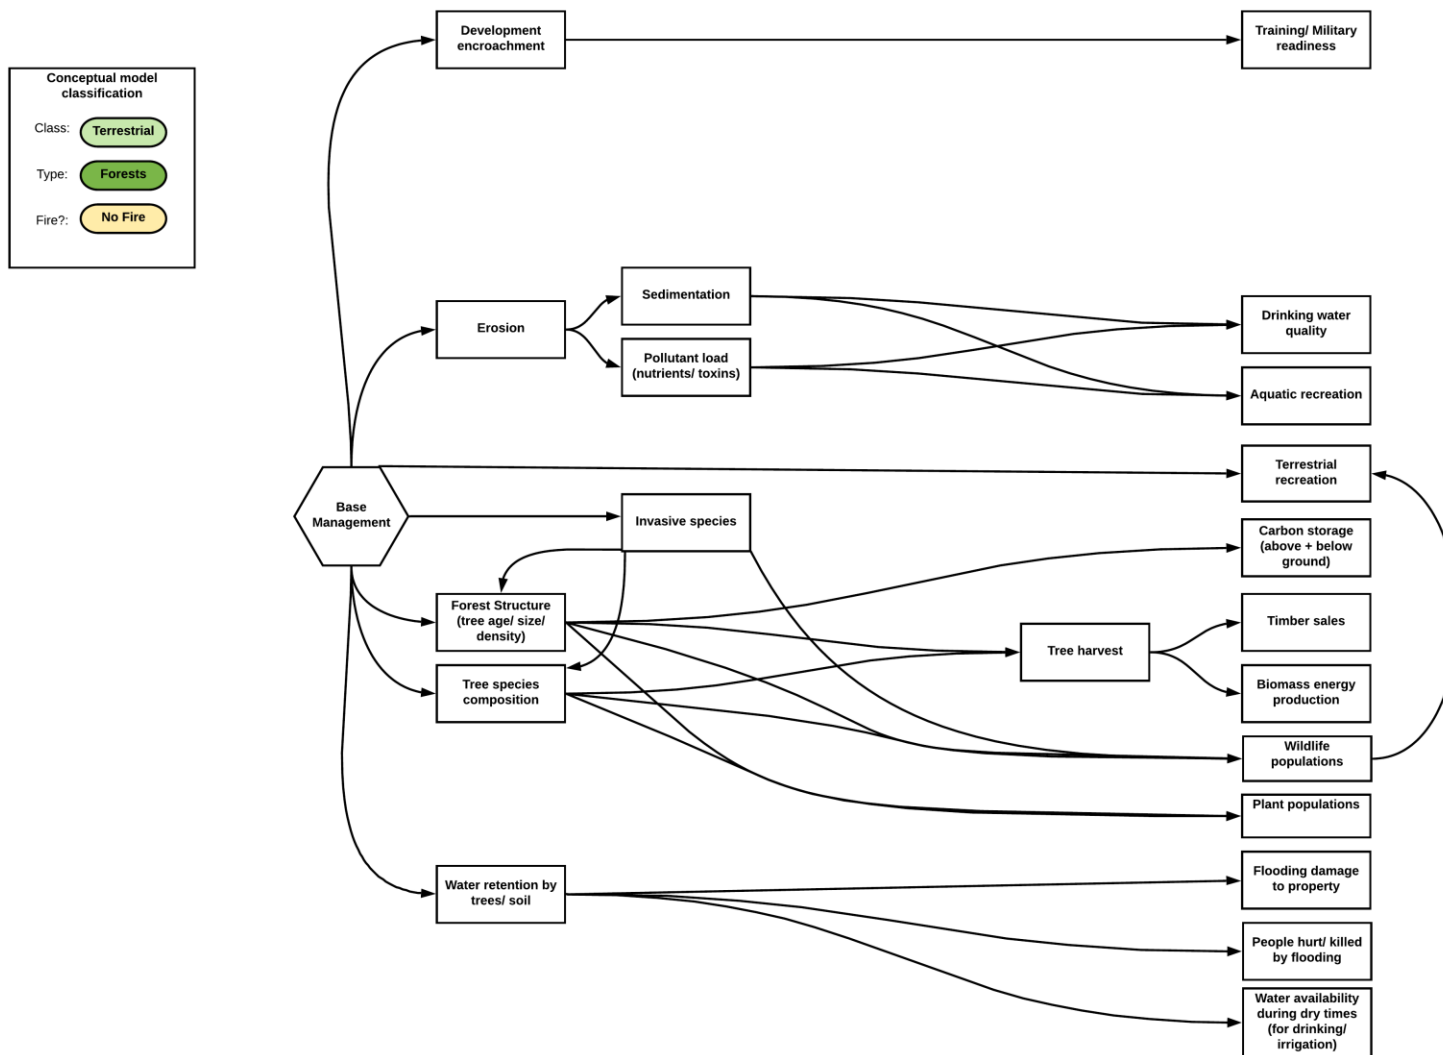 Conceptual model
classification
Class:
Terrestrial
Type:
Forests
Fire?:
No Fire
Base
Management
Development
encroachment
Training/ Military
readiness
Erosion
Sedimentation
Pollutant load
(nutrients/ toxins)
Drinking water
quality
Aquatic recreation
Terrestrial
recreation
Invasive species
Forest Structure
(tree age/ size/
density)
Tree species
composition
Carbon storage
(above + below
ground)
Tree harvest
Timber sales
Biomass energy
production
Wildlife
populations
Plant populations
Water retention by
trees/ soil
Flooding damage
to property
People hurt/ killed
by flooding
Water availability
during dry times
(for drinking/
irrigation)